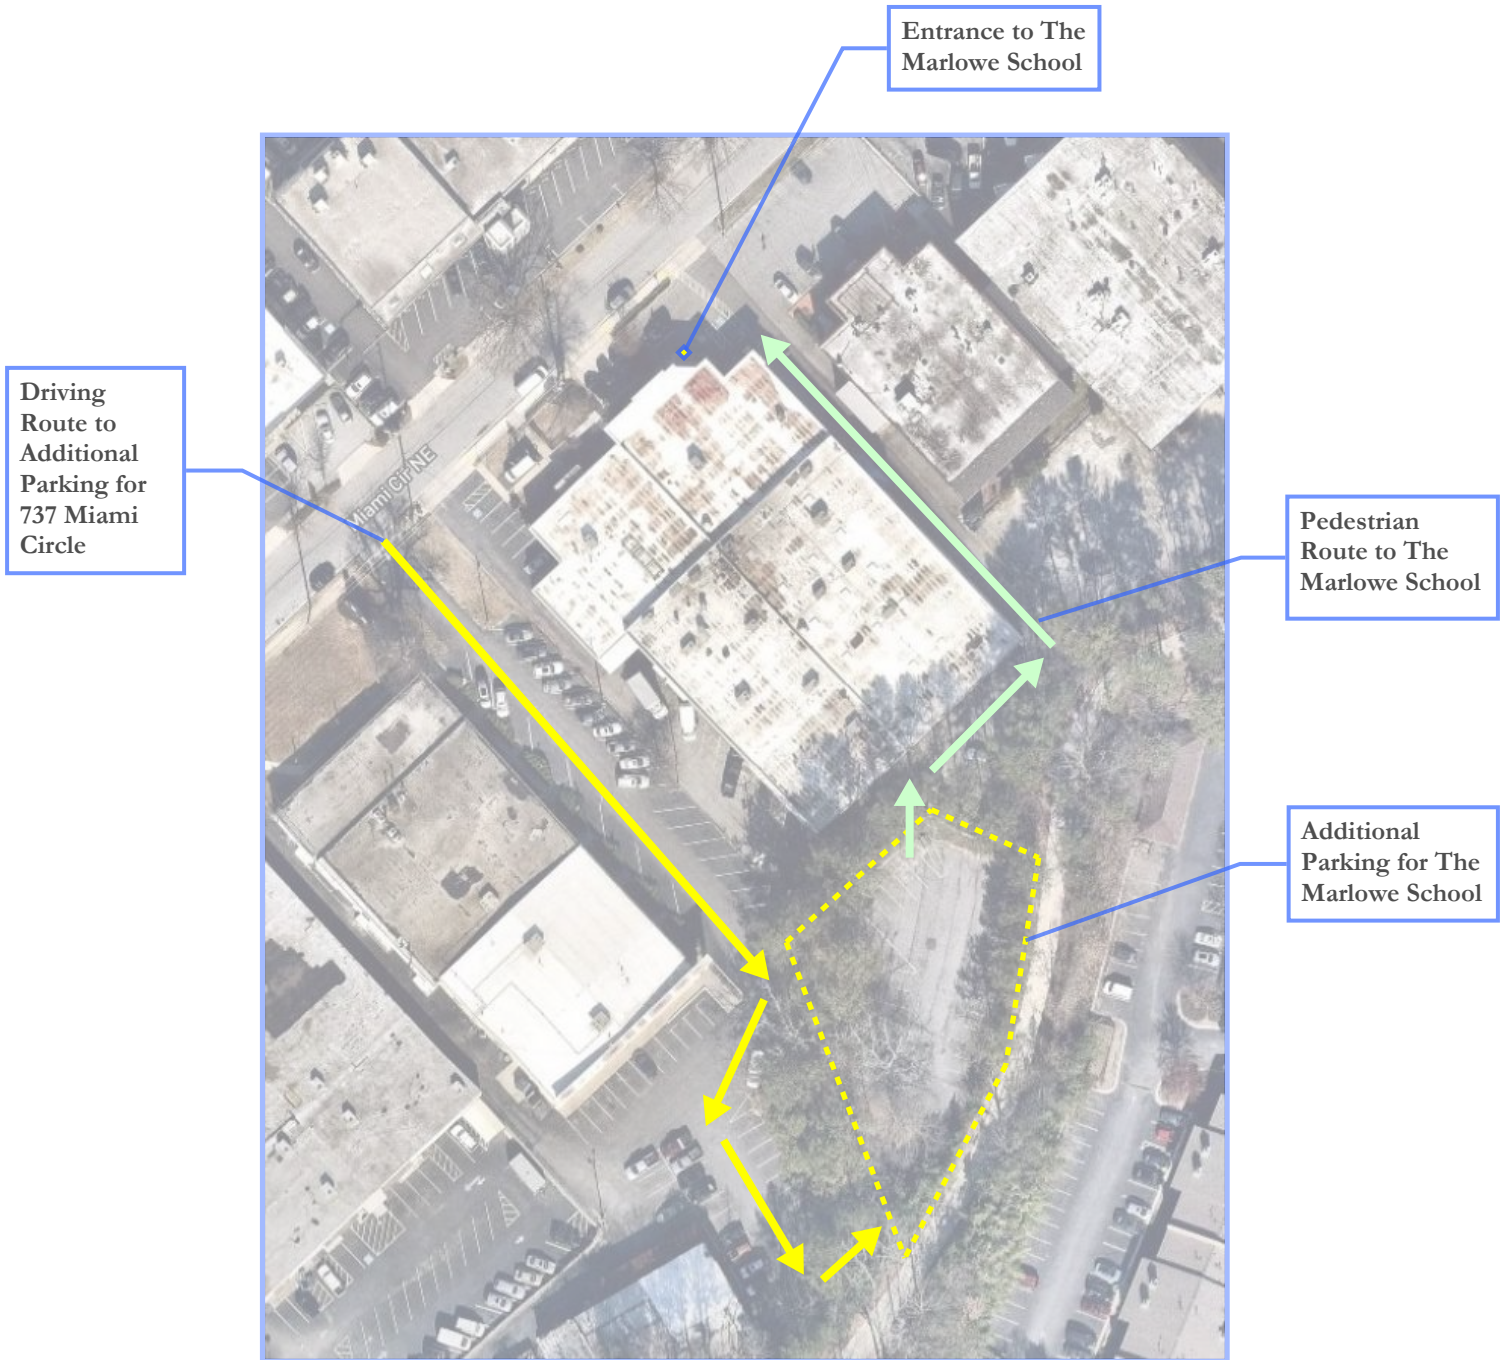 Entrance to The
Marlowe School
Driving
Route to
Additional
Parking for
737 Miami
Circle
Miami Cir NE
Pedestrian
Route to The
Marlowe School
Additional
Parking for The
Marlowe School